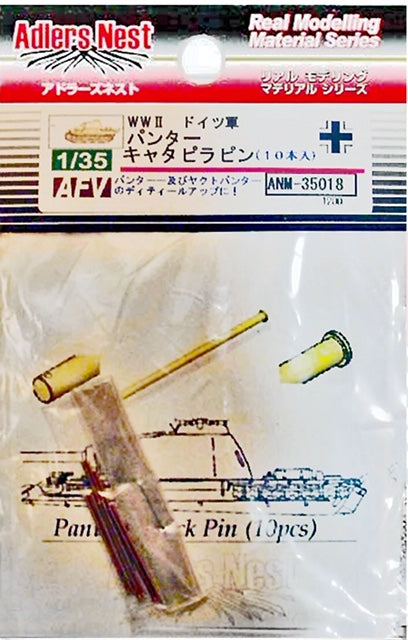 Adlers Nest
アドラーズネスト
Real Modelling
Material Series
リアル モデリング
マテリアル シリーズ
WWⅡ ドイツ軍
パンター
キャタピラピン(10本入)
1/35
AFV
パンター及びヤクトパンター
のディティールアップに!
ANM-35018
1200
Pin (10pcs)
Adlers Nest